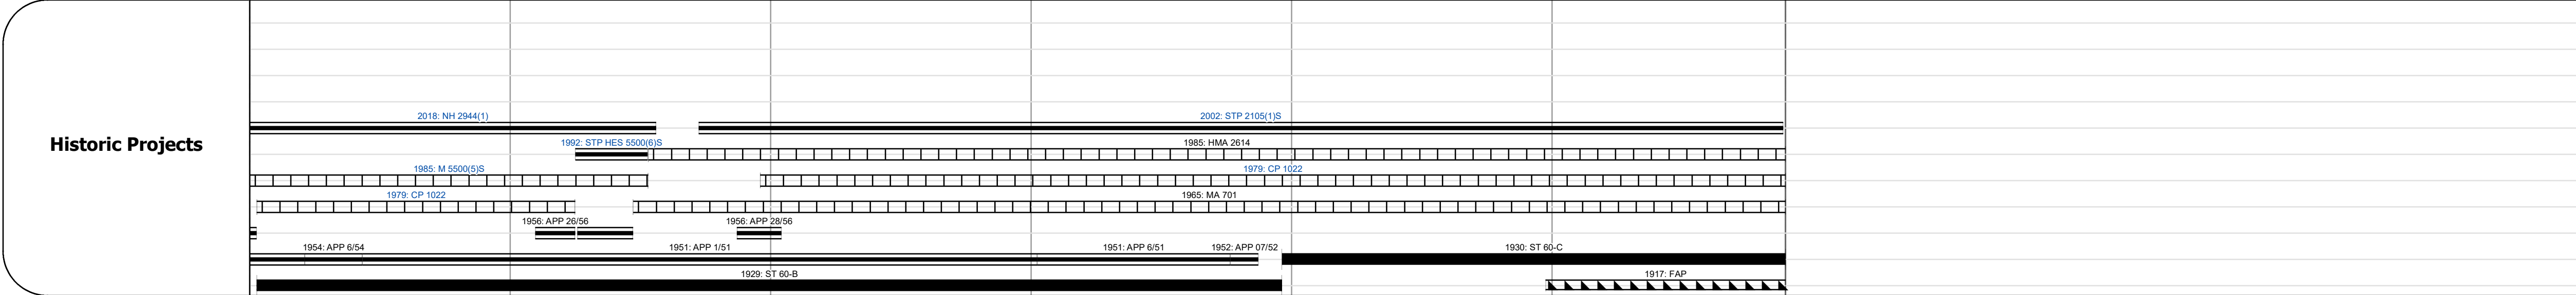 2018: NH 2944(1)
2002: STP 2105(1)S
Historic Projects
1992: STP HES 5500(6)S
1985: HMA 2614
1985: M 5500(5)S
1979: CP 1022
1979: CP 1022
1965: MA 701
1956: APP 26/56
1956: APP 28/56
1954: APP 6/54
1951: APP 1/51
1951: APP 6/51
1952: APP 07/52
1930: ST 60-C
1929: ST 60-B
1917: FAP